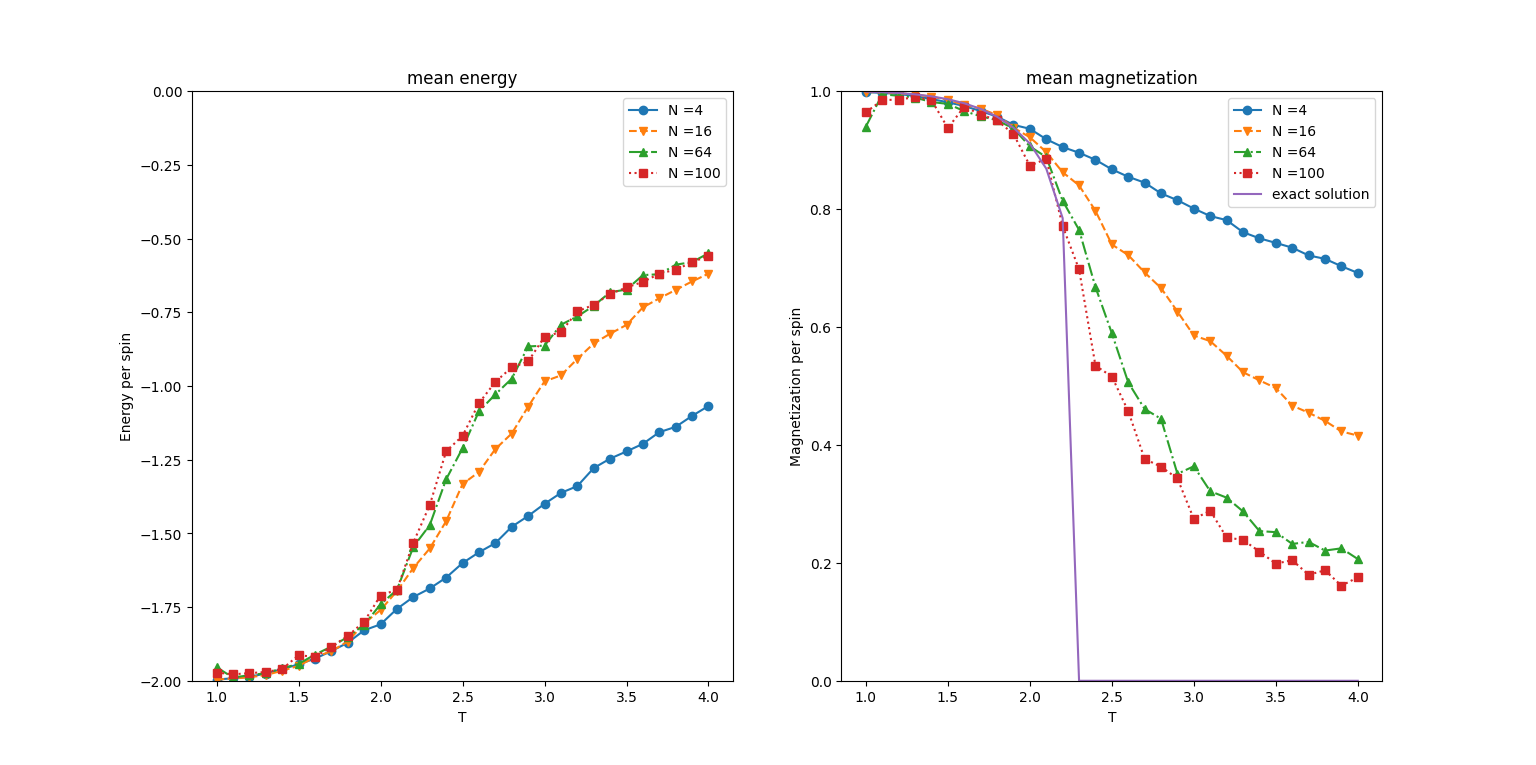 mean energy
0.00
−0.25
−0.50
−0.75
−1.00
−1.25
−1.50
−1.75
−2.00
Energy per spin
1.0 1.5 2.0 2.5 3.0 3.5 4.0
T
N =4
N =16
N =64
N =100
mean magnetization
1.0
0.8
0.6
0.4
0.2
0.0
Magnetization per spin
1.0 1.5 2.0 2.5 3.0 3.5 4.0
T
N =4
N =16
N =64
N =100
exact solution